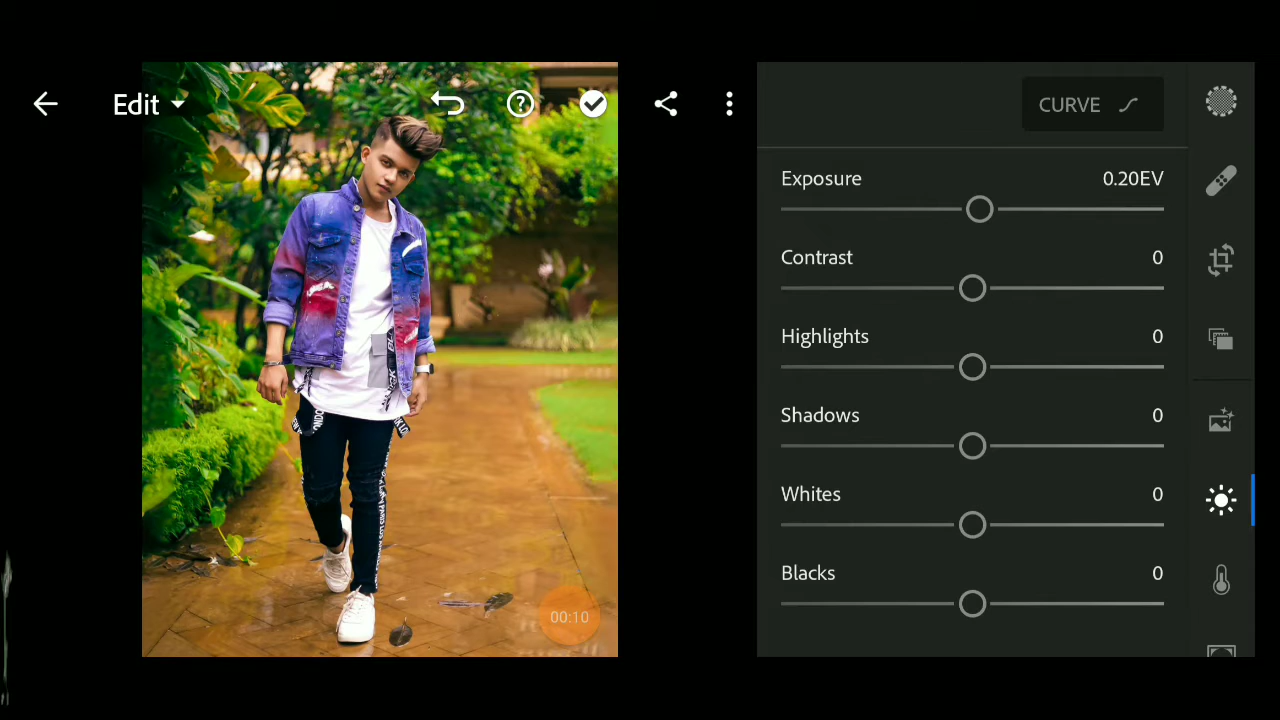 Edit
CURVE
Exposure 0.20EV
Contrast 0
Highlights 0
Shadows 0
Whites 0
Blacks 0
00:10